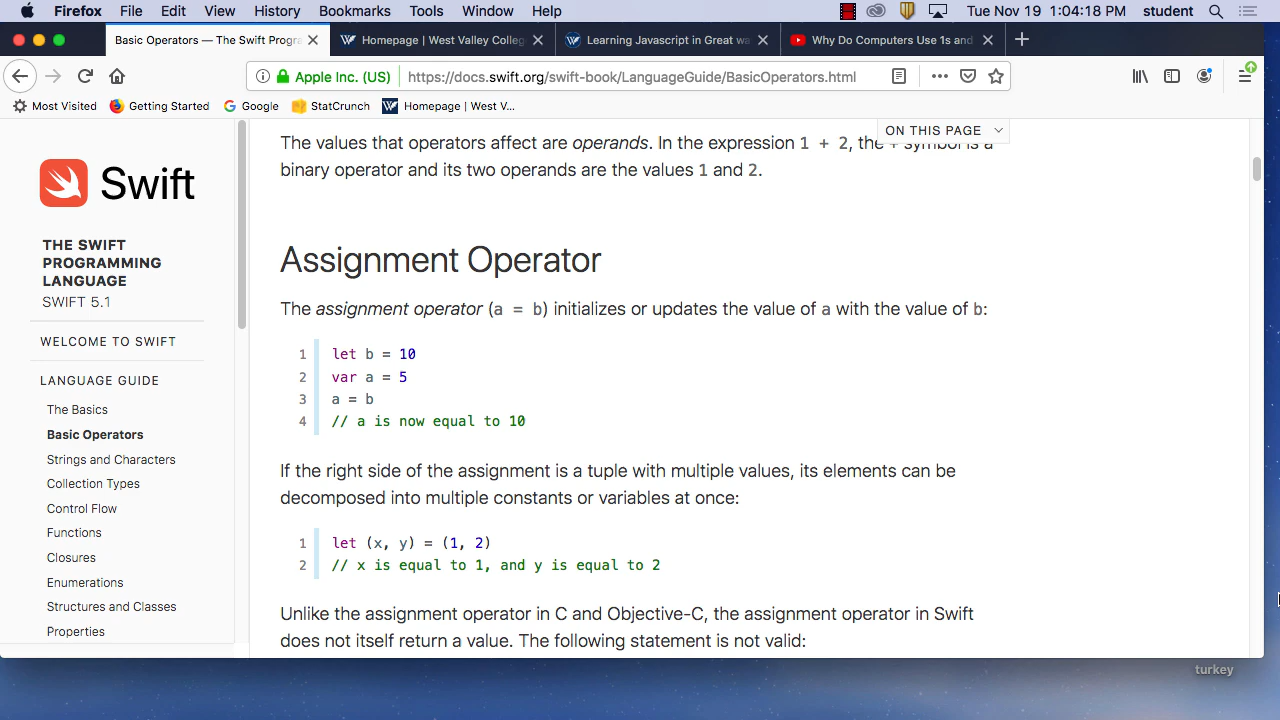 Firefox File Edit View History Bookmarks Tools Window Help Tue Nov 19 1:04:18 PM student
Basic Operators — The Swift Progra Homepage | West Valley Colleg Learning Javascript in Great wa Why Do Computers Use 1s and
Apple Inc. (US) https://docs.swift.org/swift-book/LanguageGuide/BasicOperators.html
Most Visited Getting Started Google StatCrunch Homepage | West V...
ON THIS PAGE
The values that operators affect are operands. In the expression 1 + 2, the + symbol is a
binary operator and its two operands are the values 1 and 2.
Swift
THE SWIFT
PROGRAMMING
LANGUAGE
SWIFT 5.1
WELCOME TO SWIFT
LANGUAGE GUIDE
The Basics
Basic Operators
Strings and Characters
Collection Types
Control Flow
Functions
Closures
Enumerations
Structures and Classes
Properties
Assignment Operator
The assignment operator (a = b) initializes or updates the value of a with the value of b:
1 let b = 10
2 var a = 5
3 a = b
4 // a is now equal to 10
If the right side of the assignment is a tuple with multiple values, its elements can be
decomposed into multiple constants or variables at once:
1 let (x, y) = (1, 2)
2 // x is equal to 1, and y is equal to 2
Unlike the assignment operator in C and Objective-C, the assignment operator in Swift
does not itself return a value. The following statement is not valid:
turkey